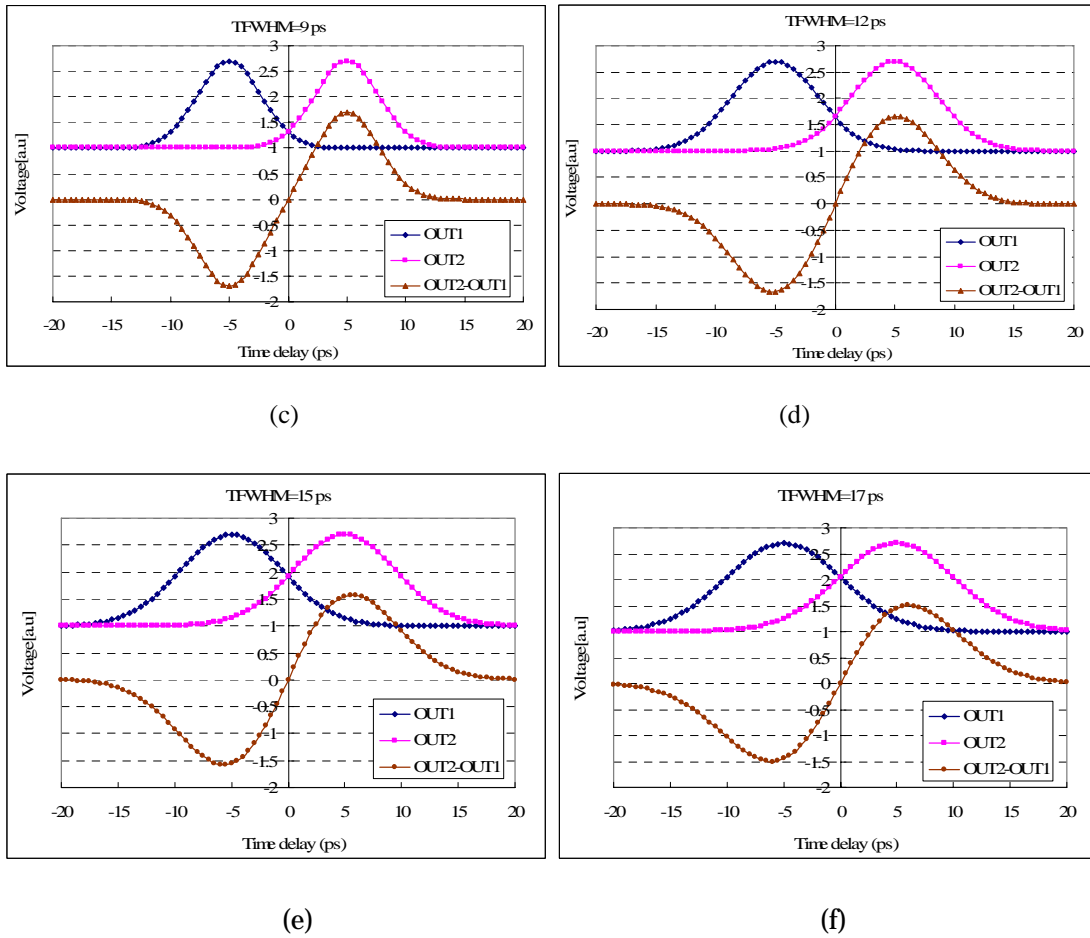 TFWHM=9 ps
Voltage[a.u]
3
2.5
2
1.5
1
0.5
0
-0.5
-1
-1.5
-2
-20 -15 -10 -5 0 5 10 15 20
Time delay (ps)
OUT1
OUT2
OUT2-OUT1
(c)
TFWHM=12 ps
Voltage[a.u]
3
2.5
2
1.5
1
0.5
0
-0.5
-1
-1.5
-2
-20 -15 -10 -5 0 5 10 15 20
Time delay (ps)
OUT1
OUT2
OUT2-OUT1
(d)
TFWHM=15 ps
Voltage[a.u]
3
2.5
2
1.5
1
0.5
0
-0.5
-1
-1.5
-2
-20 -15 -10 -5 0 5 10 15 20
Time delay (ps)
OUT1
OUT2
OUT2-OUT1
(e)
TFWHM=17 ps
Voltage[a.u]
3
2.5
2
1.5
1
0.5
0
-0.5
-1
-1.5
-2
-20 -15 -10 -5 0 5 10 15 20
Time delay (ps)
OUT1
OUT2
OUT2-OUT1
(f)